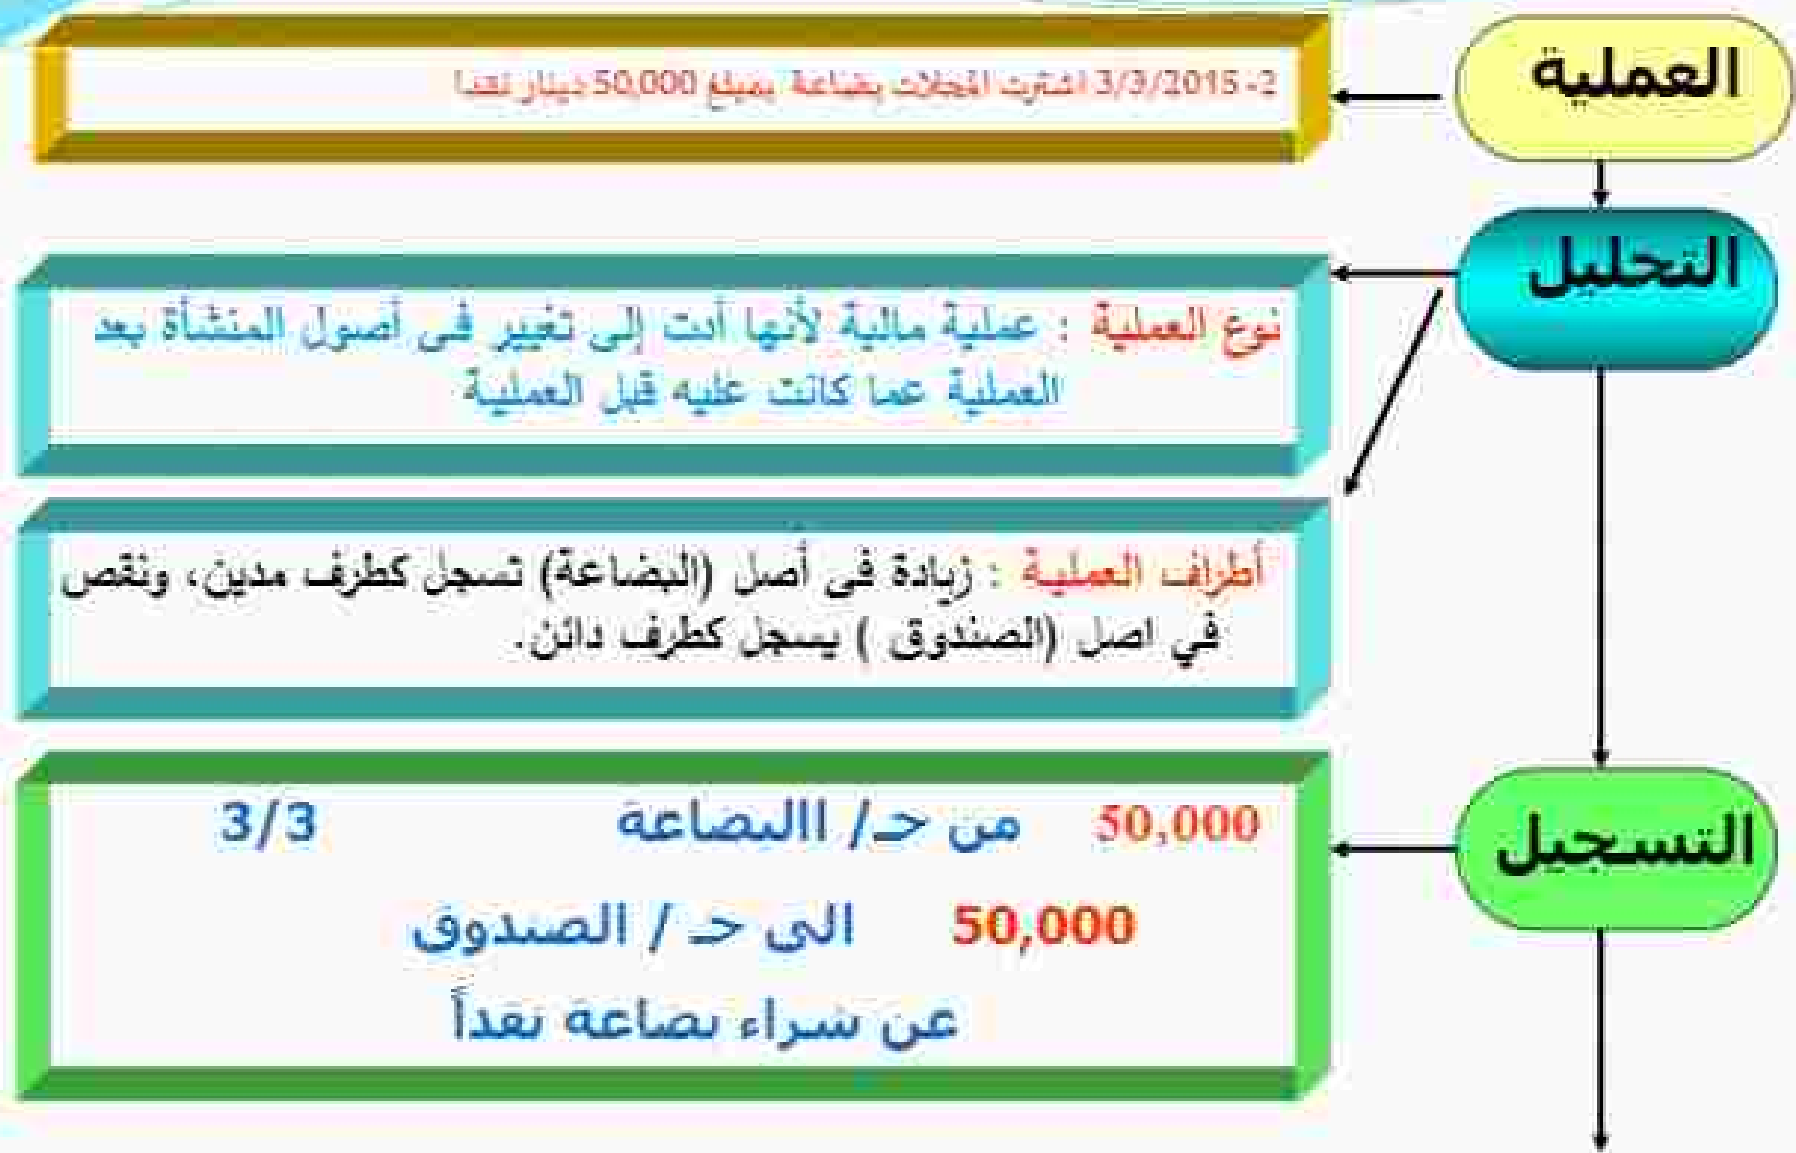 العملية
2- 3/3/2015 اشترت المحلات بضاعة بمبلغ 50,000 دينار نقدا
التحليل
نوع العملية : عملية مالية لأنها أدت إلى تغيير فى أصول المنشأة بعد
العملية عما كانت عليه قبل العملية
أطراف العملية : زيادة فى أصل (البضاعة) تسجل كطرف مدين، ونقص
في اصل (الصندوق ) يسجل كطرف دائن.
التسجيل
50,000 من حـ/ االبضاعة 3/3
50,000 الى حـ / الصندوق
عن شراء بضاعة نقداً